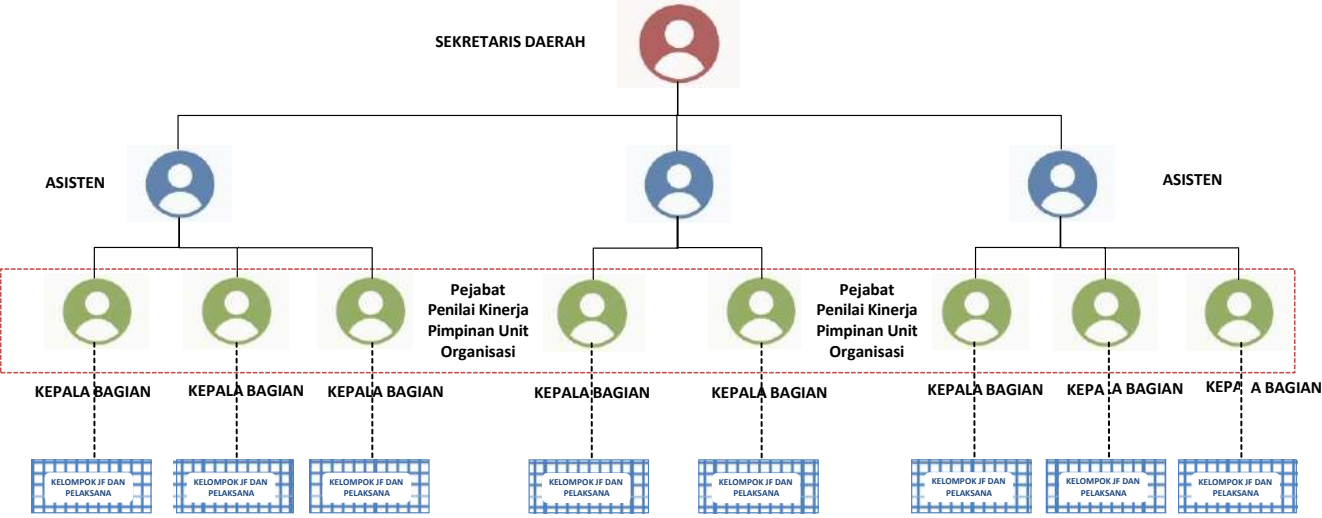 SEKRETARIS DAERAH
ASISTEN
ASISTEN
Pejabat
Penilai Kinerja
Pimpinan Unit
Organisasi
Pejabat
Penilai Kinerja
Pimpinan Unit
Organisasi
KEPALA BAGIAN
KEPALA BAGIAN
KEPALA BAGIAN
KEPALA BAGIAN
KEPALA BAGIAN
KEPALA BAGIAN
KEPA LA BAGIAN
KEPA A BAGIAN
KELOMPOK JF DAN
PELAKSANA
KELOMPOK JF DAN
PELAKSANA
KELOMPOK JF DAN
PELAKSANA
KELOMPOK JF DAN
PELAKSANA
KELOMPOK JF DAN
PELAKSANA
KELOMPOK JF DAN
PELAKSANA
KELOMPOK JF DAN
PELAKSANA
KELOMPOK JF DAN
PELAKSANA